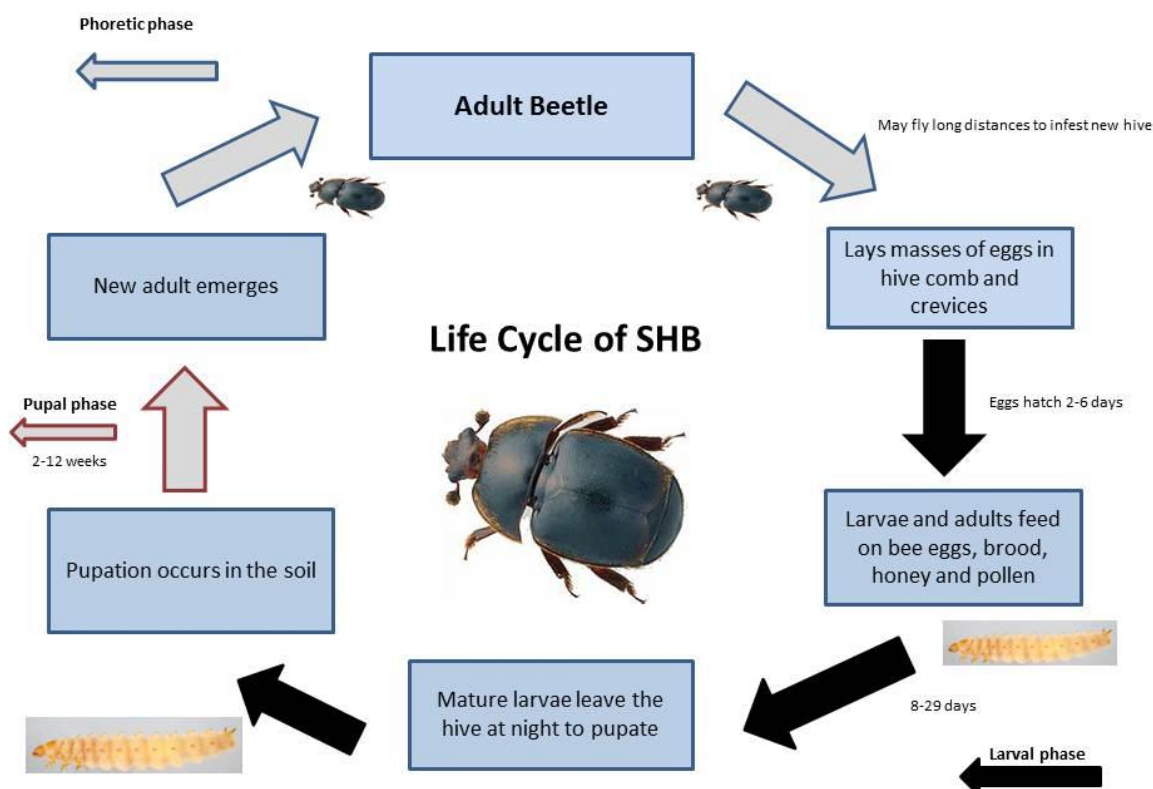 Phoretic phase
Adult Beetle
May fly long distances to infest new hive
Lays masses of eggs in
hive comb and
crevices
New adult emerges
Life Cycle of SHB
Eggs hatch 2-6 days
Pupal phase
2-12 weeks
Larvae and adults feed
on bee eggs, brood,
honey and pollen
Pupation occurs in the soil
Mature larvae leave the
hive at night to pupate
8-29 days
Larval phase